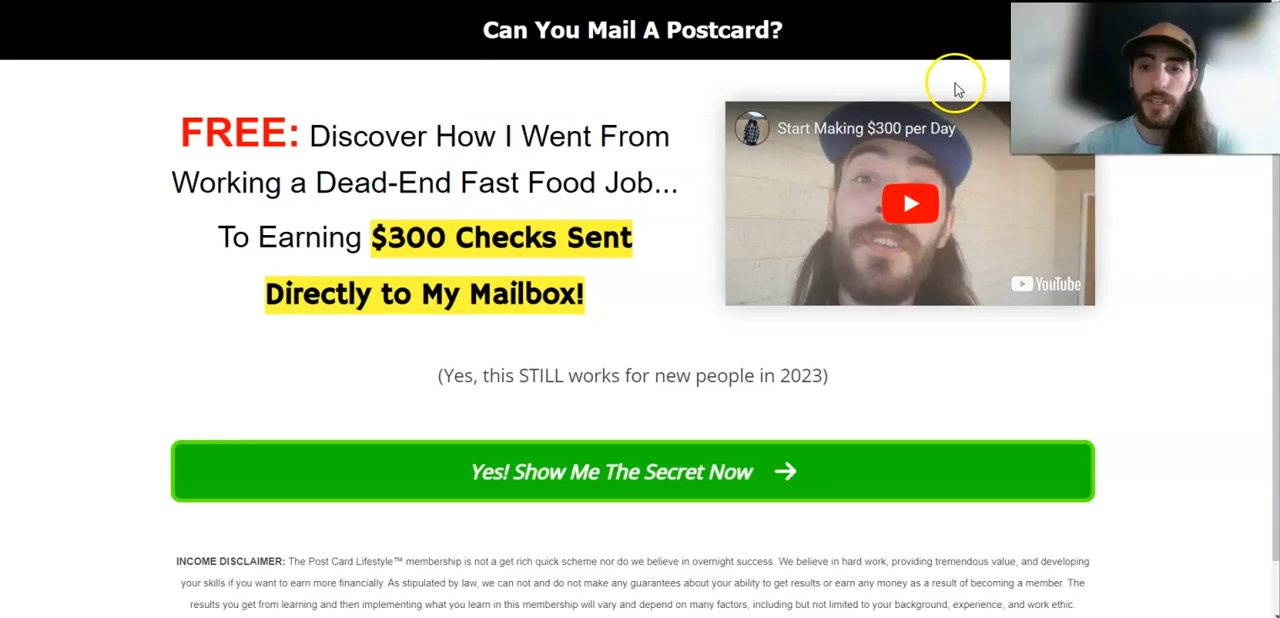 Can You Mail A Postcard?
FREE: Discover How I Went From
Working a Dead-End Fast Food Job...
To Earning $300 Checks Sent
Directly to My Mailbox!
Start Making $300 per Day
YouTube
(Yes, this STILL works for new people in 2023)
Yes! Show Me The Secret Now
INCOME DISCLAIMER: The Post Card Lifestyle™ membership is not a get rich quick scheme nor do we believe in overnight success. We believe in hard work, providing tremendous value, and developing
your skills if you want to earn more financially. As stipulated by law, we can not and do not make any guarantees about your ability to get results or earn any money as a result of becoming a member. The
results you get from learning and then implementing what you learn in this membership will vary and depend on many factors, including but not limited to your background, experience, and work ethic.